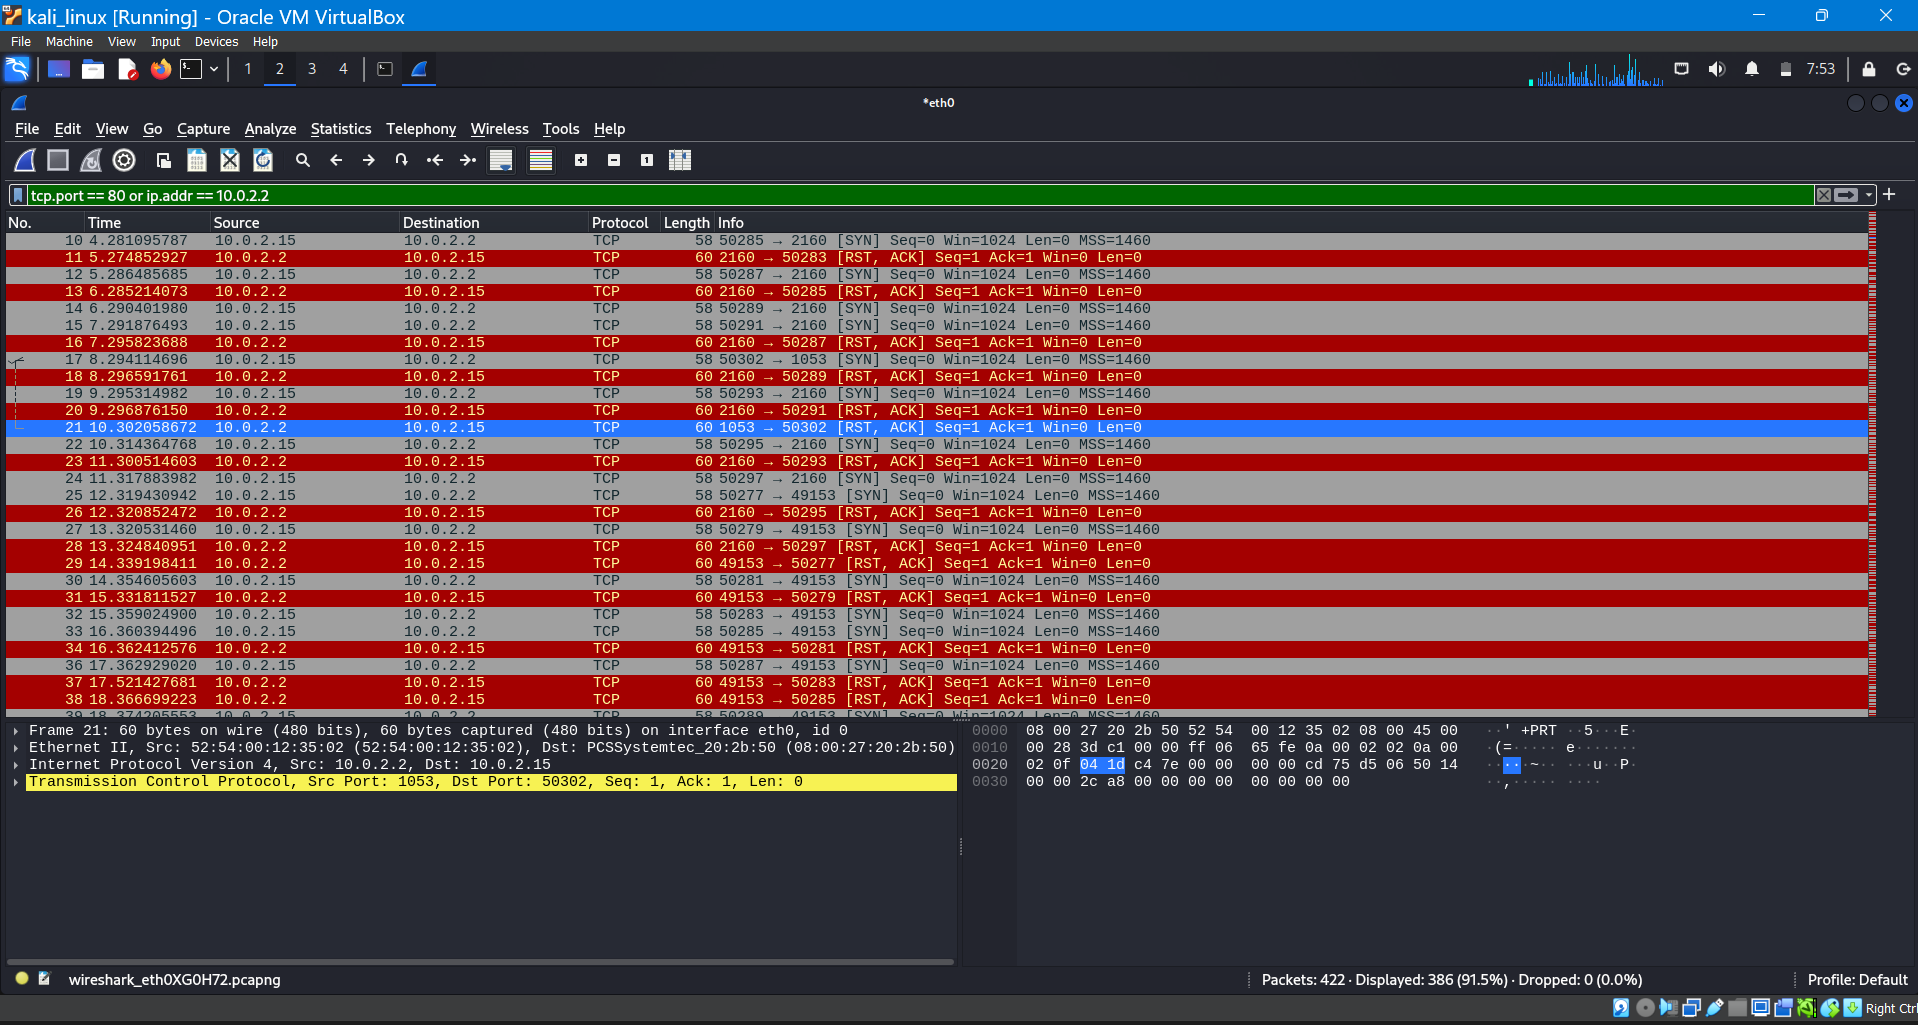 kali_linux [Running] - Oracle VM VirtualBox
File Machine View Input Devices Help
1 2 3 4 7:53
*eth0
File Edit View Go Capture Analyze Statistics Telephony Wireless Tools Help
tcp.port == 80 or ip.addr == 10.0.2.2
No. Time Source Destination Protocol Length Info
10 4.281095787 10.0.2.15 10.0.2.2 TCP 58 50285 → 2160 [SYN] Seq=0 Win=1024 Len=0 MSS=1460
11 5.274852927 10.0.2.2 10.0.2.15 TCP 60 2160 → 50283 [RST, ACK] Seq=1 Ack=1 Win=0 Len=0
12 5.286485685 10.0.2.15 10.0.2.2 TCP 58 50287 → 2160 [SYN] Seq=0 Win=1024 Len=0 MSS=1460
13 6.285214073 10.0.2.2 10.0.2.15 TCP 60 2160 → 50285 [RST, ACK] Seq=1 Ack=1 Win=0 Len=0
14 6.290401980 10.0.2.15 10.0.2.2 TCP 58 50289 → 2160 [SYN] Seq=0 Win=1024 Len=0 MSS=1460
15 7.291876493 10.0.2.15 10.0.2.2 TCP 58 50291 → 2160 [SYN] Seq=0 Win=1024 Len=0 MSS=1460
16 7.295823688 10.0.2.2 10.0.2.15 TCP 60 2160 → 50287 [RST, ACK] Seq=1 Ack=1 Win=0 Len=0
17 8.294114696 10.0.2.15 10.0.2.2 TCP 58 50302 → 1053 [SYN] Seq=0 Win=1024 Len=0 MSS=1460
18 8.296591761 10.0.2.2 10.0.2.15 TCP 60 2160 → 50289 [RST, ACK] Seq=1 Ack=1 Win=0 Len=0
19 9.295314982 10.0.2.15 10.0.2.2 TCP 58 50293 → 2160 [SYN] Seq=0 Win=1024 Len=0 MSS=1460
20 9.296876150 10.0.2.2 10.0.2.15 TCP 60 2160 → 50291 [RST, ACK] Seq=1 Ack=1 Win=0 Len=0
21 10.302058672 10.0.2.2 10.0.2.15 TCP 60 1053 → 50302 [RST, ACK] Seq=1 Ack=1 Win=0 Len=0
22 10.314364768 10.0.2.15 10.0.2.2 TCP 58 50295 → 2160 [SYN] Seq=0 Win=1024 Len=0 MSS=1460
23 11.300514603 10.0.2.2 10.0.2.15 TCP 60 2160 → 50293 [RST, ACK] Seq=1 Ack=1 Win=0 Len=0
24 11.317883982 10.0.2.15 10.0.2.2 TCP 58 50297 → 2160 [SYN] Seq=0 Win=1024 Len=0 MSS=1460
25 12.319430942 10.0.2.15 10.0.2.2 TCP 58 50277 → 49153 [SYN] Seq=0 Win=1024 Len=0 MSS=1460
26 12.320852472 10.0.2.2 10.0.2.15 TCP 60 2160 → 50295 [RST, ACK] Seq=1 Ack=1 Win=0 Len=0
27 13.320531460 10.0.2.15 10.0.2.2 TCP 58 50279 → 49153 [SYN] Seq=0 Win=1024 Len=0 MSS=1460
28 13.324840951 10.0.2.2 10.0.2.15 TCP 60 2160 → 50297 [RST, ACK] Seq=1 Ack=1 Win=0 Len=0
29 14.339198411 10.0.2.2 10.0.2.15 TCP 60 49153 → 50277 [RST, ACK] Seq=1 Ack=1 Win=0 Len=0
30 14.354605603 10.0.2.15 10.0.2.2 TCP 58 50281 → 49153 [SYN] Seq=0 Win=1024 Len=0 MSS=1460
31 15.331811527 10.0.2.2 10.0.2.15 TCP 60 49153 → 50279 [RST, ACK] Seq=1 Ack=1 Win=0 Len=0
32 15.359024900 10.0.2.15 10.0.2.2 TCP 58 50283 → 49153 [SYN] Seq=0 Win=1024 Len=0 MSS=1460
33 16.360394496 10.0.2.15 10.0.2.2 TCP 58 50285 → 49153 [SYN] Seq=0 Win=1024 Len=0 MSS=1460
34 16.362412576 10.0.2.2 10.0.2.15 TCP 60 49153 → 50281 [RST, ACK] Seq=1 Ack=1 Win=0 Len=0
36 17.362929020 10.0.2.15 10.0.2.2 TCP 58 50287 → 49153 [SYN] Seq=0 Win=1024 Len=0 MSS=1460
37 17.521427681 10.0.2.2 10.0.2.15 TCP 60 49153 → 50283 [RST, ACK] Seq=1 Ack=1 Win=0 Len=0
38 18.366699223 10.0.2.2 10.0.2.15 TCP 60 49153 → 50285 [RST, ACK] Seq=1 Ack=1 Win=0 Len=0
39 18.374205553 10.0.2.15 10.0.2.2 TCP 58 50289 → 49153 [SYN] Seq=0 Win=1024 Len=0 MSS=1460
Frame 21: 60 bytes on wire (480 bits), 60 bytes captured (480 bits) on interface eth0, id 0
Ethernet II, Src: 52:54:00:12:35:02 (52:54:00:12:35:02), Dst: PCSSystemtec_20:2b:50 (08:00:27:20:2b:50)
Internet Protocol Version 4, Src: 10.0.2.2, Dst: 10.0.2.15
Transmission Control Protocol, Src Port: 1053, Dst Port: 50302, Seq: 1, Ack: 1, Len: 0
0000 08 00 27 20 2b 50 52 54 00 12 35 02 08 00 45 00 ··' +PRT ··5···E·
0010 00 28 3d c1 00 00 ff 06 65 fe 0a 00 02 02 0a 00 ·(=····· e·······
0020 02 0f 04 1d c4 7e 00 00 00 00 cd 75 d5 06 50 14 ·····~·· ···u··P·
0030 00 00 2c a8 00 00 00 00 00 00 00 00 ··,····· ····
wireshark_eth0XG0H72.pcapng Packets: 422 · Displayed: 386 (91.5%) · Dropped: 0 (0.0%) Profile: Default
Right Ctrl